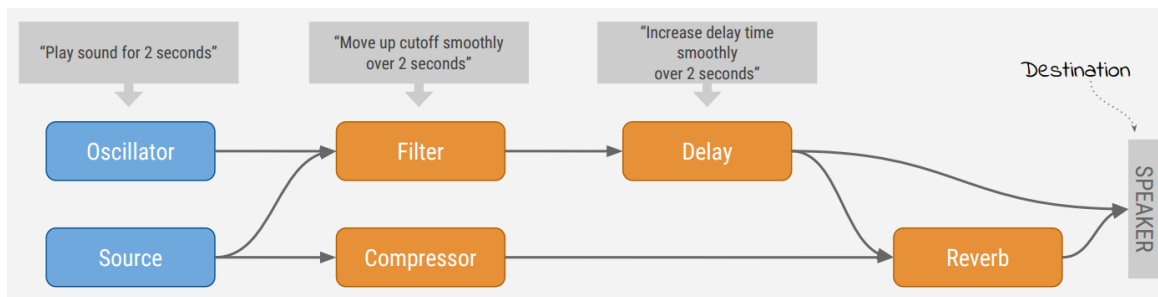 “Play sound for 2 seconds”
“Move up cutoff smoothly
over 2 seconds”
“Increase delay time
smoothly
over 2 seconds”
Destination
Oscillator
Filter
Delay
SPEAKER
Source
Compressor
Reverb